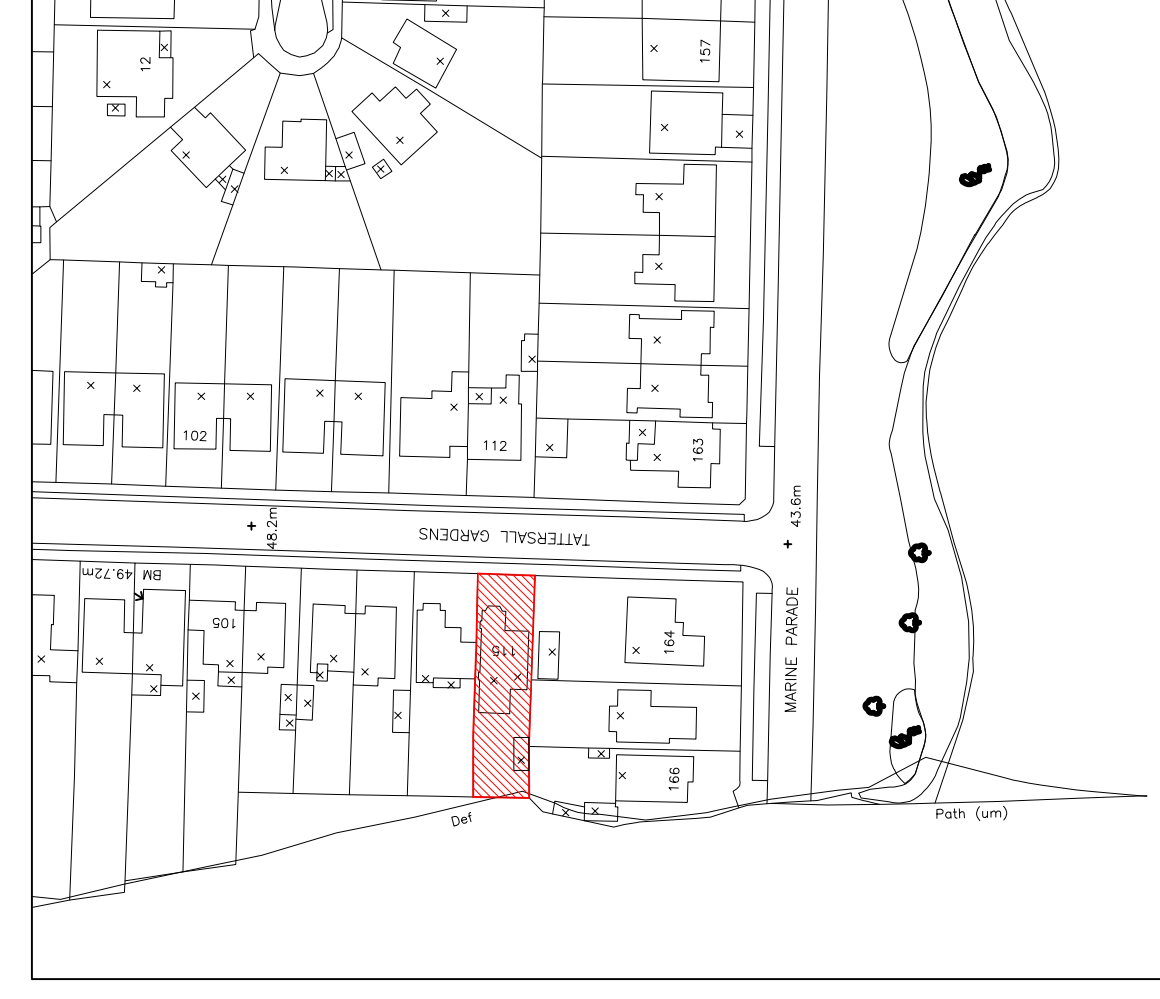 12
157
102
112
163
43.6m
48.2m
TATTERSALL GARDENS
BM 49.72m
105
115
164
MARINE PARADE
166
Def
Path (um)